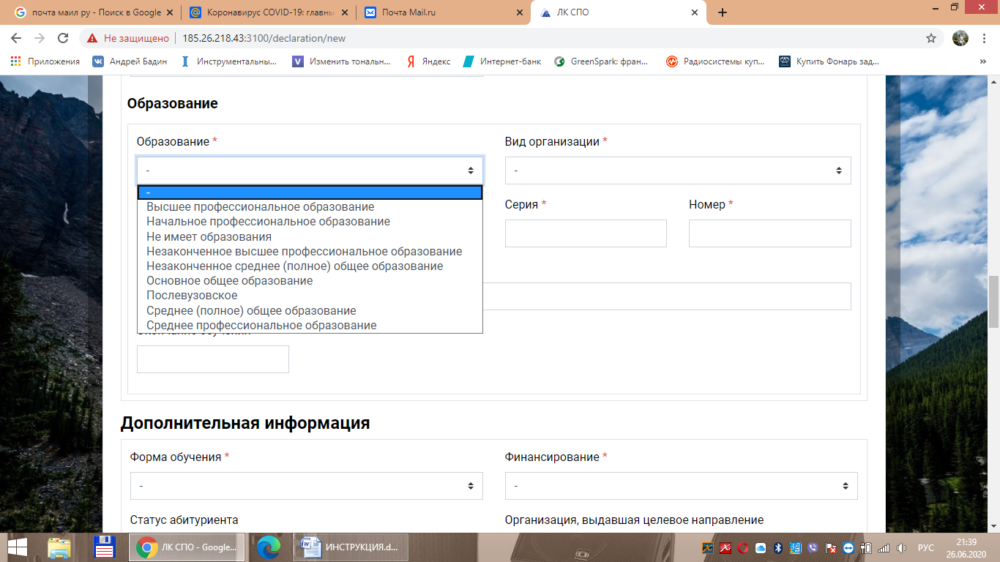 почта маил ру - Поиск в Google
Коронавирус COVID-19: главны
Почта Mail.ru
ЛК СПО
Не защищено
185.26.218.43:3100/declaration/new
Приложения
Андрей Бадин
Инструментальны...
Изменить тональн...
Яндекс
Интернет-банк
GreenSpark: фран...
Радиосистемы куп...
Купить Фонарь зад...
Образование
Образование *
Вид организации *
-
-
-
Высшее профессиональное образование
Начальное профессиональное образование
Не имеет образования
Незаконченное высшее профессиональное образование
Незаконченное среднее (полное) общее образование
Основное общее образование
Послевузовское
Среднее (полное) общее образование
Среднее профессиональное образование
Серия *
Номер *
Дополнительная информация
Форма обучения *
Финансирование *
-
-
Статус абитуриента
Организация, выдавшая целевое направление
ЛК СПО - Google...
ИНСТРУКЦИЯ.d...
РУС
21:39
26.06.2020